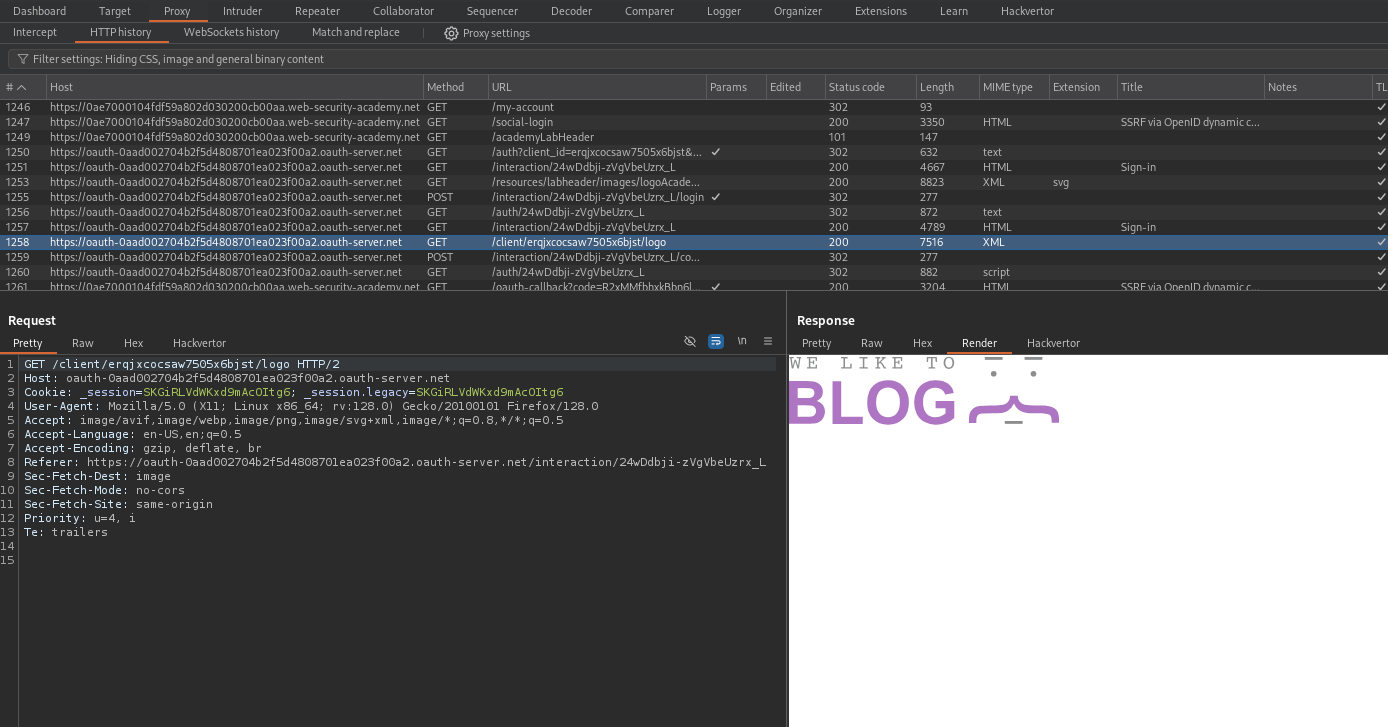 Dashboard Target Proxy Intruder Repeater Collaborator Sequencer Decoder Comparer Logger Organizer Extensions Learn Hackvertor
Intercept HTTP history WebSockets history Match and replace Proxy settings
Filter settings: Hiding CSS, image and general binary content
# Host Method URL Params Edited Status code Length MIME type Extension Title Notes TL
1246 https://0ae7000104fdf59a802d030200cb00aa.web-security-academy.net GET /my-account 302 93 ✓
1247 https://0ae7000104fdf59a802d030200cb00aa.web-security-academy.net GET /social-login 200 3350 HTML SSRF via OpenID dynamic c... ✓
1249 https://0ae7000104fdf59a802d030200cb00aa.web-security-academy.net GET /academyLabHeader 101 147 ✓
1250 https://oauth-0aad002704b2f5d4808701ea023f00a2.oauth-server.net GET /auth?client_id=erqjxcocsaw7505x6bjst&... ✓ 302 632 text ✓
1251 https://oauth-0aad002704b2f5d4808701ea023f00a2.oauth-server.net GET /interaction/24wDdbji-zVgVbeUzrx_L 200 4667 HTML Sign-in ✓
1253 https://oauth-0aad002704b2f5d4808701ea023f00a2.oauth-server.net GET /resources/labheader/images/logoAcade... 200 8823 XML svg ✓
1255 https://oauth-0aad002704b2f5d4808701ea023f00a2.oauth-server.net POST /interaction/24wDdbji-zVgVbeUzrx_L/login ✓ 302 277 ✓
1256 https://oauth-0aad002704b2f5d4808701ea023f00a2.oauth-server.net GET /auth/24wDdbji-zVgVbeUzrx_L 302 872 text ✓
1257 https://oauth-0aad002704b2f5d4808701ea023f00a2.oauth-server.net GET /interaction/24wDdbji-zVgVbeUzrx_L 200 4789 HTML Sign-in ✓
1258 https://oauth-0aad002704b2f5d4808701ea023f00a2.oauth-server.net GET /client/erqjxcocsaw7505x6bjst/logo 200 7516 XML ✓
1259 https://oauth-0aad002704b2f5d4808701ea023f00a2.oauth-server.net POST /interaction/24wDdbji-zVgVbeUzrx_L/co... 302 277 ✓
1260 https://oauth-0aad002704b2f5d4808701ea023f00a2.oauth-server.net GET /auth/24wDdbji-zVgVbeUzrx_L 302 882 script ✓
1261 https://0ae7000104fdf59a802d030200cb00aa.web-security-academy.net GET ✓ 200 3204 HTML SSRF via OpenID dynamic c... ✓
Request Response
Pretty Raw Hex Hackvertor \n Pretty Raw Hex Render Hackvertor
1 GET /client/erqjxcocsaw7505x6bjst/logo HTTP/2
2 Host: oauth-0aad002704b2f5d4808701ea023f00a2.oauth-server.net
3 Cookie: _session=SKGiRLVdWKxd9mAcOItg6; _session.legacy=SKGiRLVdWKxd9mAcOItg6
4 User-Agent: Mozilla/5.0 (X11; Linux x86_64; rv:128.0) Gecko/20100101 Firefox/128.0
5 Accept: image/avif,image/webp,image/png,image/svg+xml,image/*;q=0.8,*/*;q=0.5
6 Accept-Language: en-US,en;q=0.5
7 Accept-Encoding: gzip, deflate, br
8 Referer: https://oauth-0aad002704b2f5d4808701ea023f00a2.oauth-server.net/interaction/24wDdbji-zVgVbeUzrx_L
9 Sec-Fetch-Dest: image
10 Sec-Fetch-Mode: no-cors
11 Sec-Fetch-Site: same-origin
12 Priority: u=4, i
13 Te: trailers
14
15
WE LIKE TO
BLOG